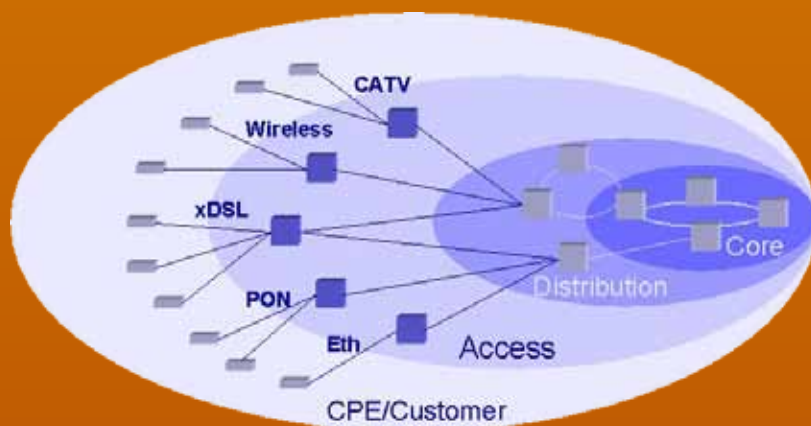 CATV
Wireless
xDSL
Core
Distribution
PON
Eth
Access
CPE/Customer